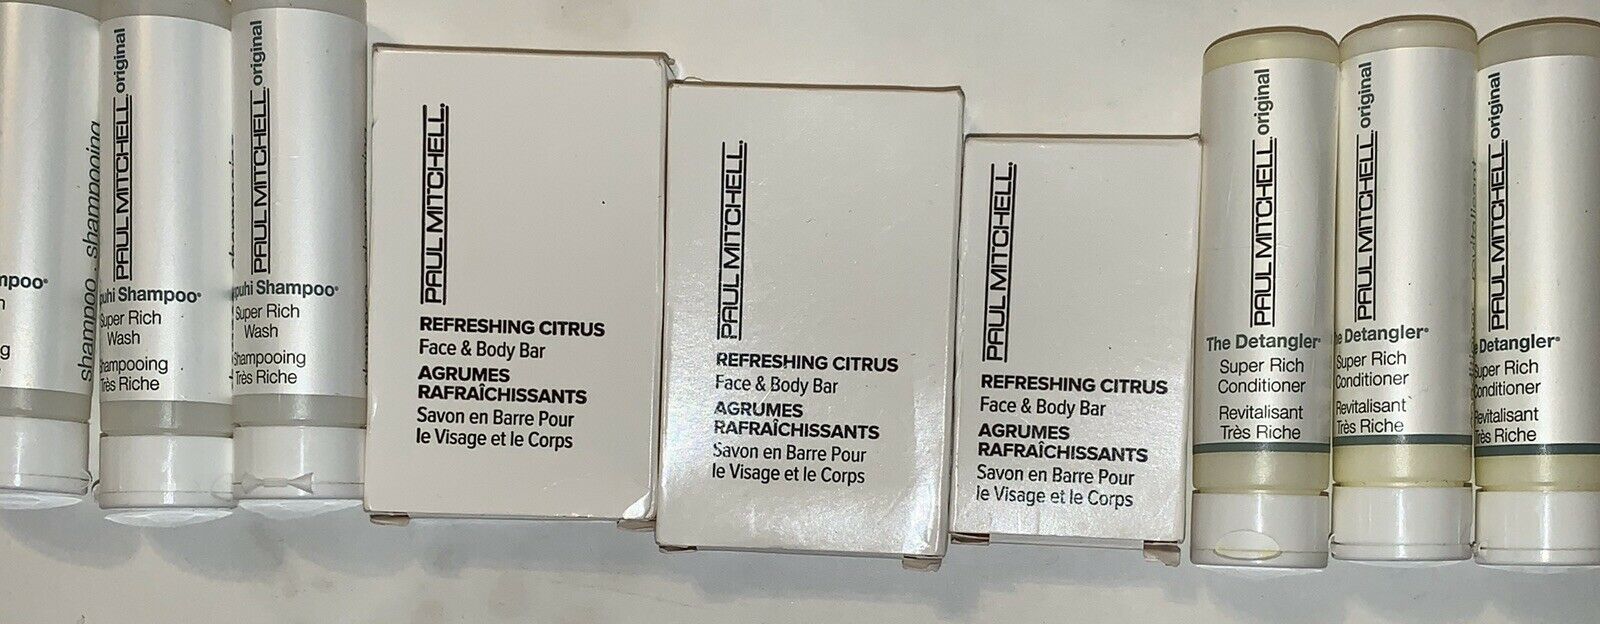 mpoo®
shampoo . shampooing
PAUL MITCHELL original
puhi Shampoo®
Super Rich
Wash
Shampooing
Très Riche
PAUL MITCHELL original
puhi Shampoo®
Super Rich
Wash
Shampooing
Très Riche
PAUL MITCHELL.
REFRESHING CITRUS
Face & Body Bar
AGRUMES
RAFRAÎCHISSANTS
Savon en Barre Pour
le Visage et le Corps
PAUL MITCHELL.
REFRESHING CITRUS
Face & Body Bar
AGRUMES
RAFRAÎCHISSANTS
Savon en Barre Pour
le Visage et le Corps
PAUL MITCHELL.
REFRESHING CITRUS
Face & Body Bar
AGRUMES
RAFRAÎCHISSANTS
Savon en Barre Pour
le Visage et le Corps
PAUL MITCHELL original
The Detangler®
Super Rich
Conditioner
Revitalisant
Très Riche
PAUL MITCHELL original
he Detangler®
Super Rich
Conditioner
Revitalisant
Très Riche
PAUL MITCHELL original
e Detangler®
Super Rich
Conditioner
Revitalisant
Très Riche